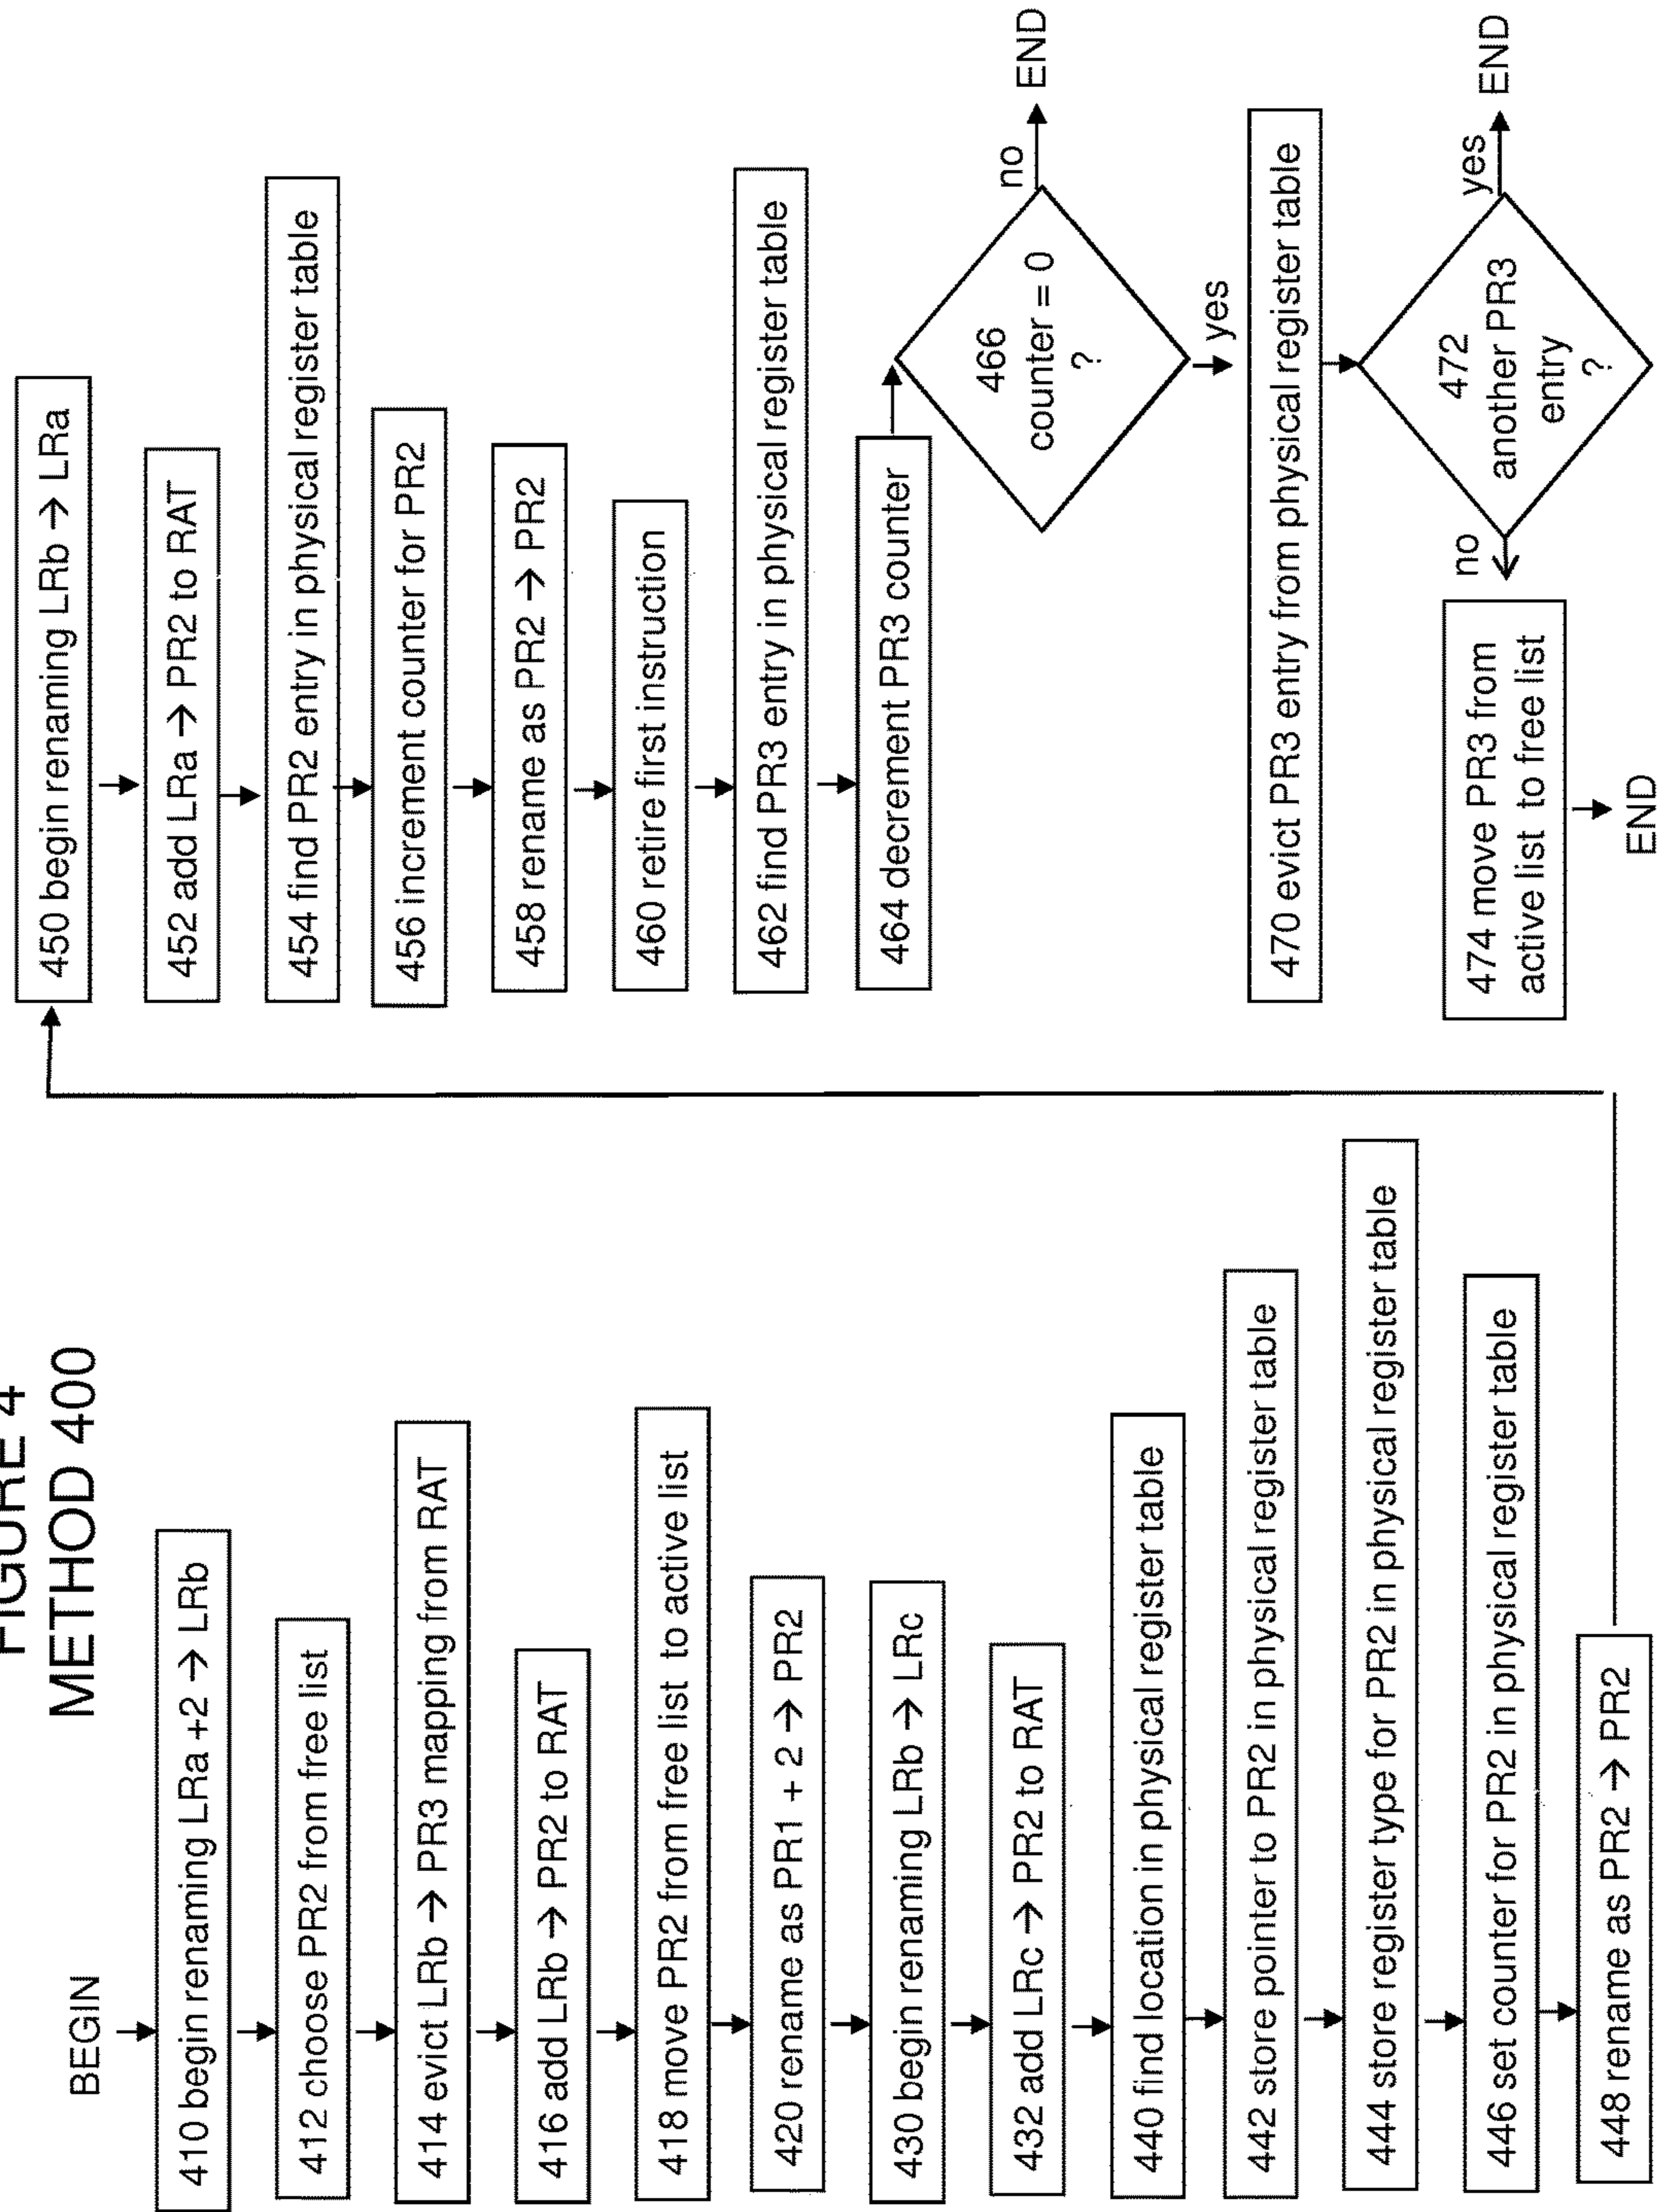 FIGURE 4
METHOD 400
BEGIN
410 begin renaming LRa +2 → LRb
412 choose PR2 from free list
414 evict LRb → PR3 mapping from RAT
416 add LRb → PR2 to RAT
418 move PR2 from free list to active list
420 rename as PR1 + 2 → PR2
430 begin renaming LRb → LRc
432 add LRc → PR2 to RAT
440 find location in physical register table
442 store pointer to PR2 in physical register table
444 store register type for PR2 in physical register table
446 set counter for PR2 in physical register table
448 rename as PR2 → PR2
450 begin renaming LRb → LRa
452 add LRa → PR2 to RAT
454 find PR2 entry in physical register table
456 increment counter for PR2
458 rename as PR2 → PR2
460 retire first instruction
462 find PR3 entry in physical register table
464 decrement PR3 counter
466
counter = 0
?
no
END
yes
470 evict PR3 entry from physical register table
472
another PR3
entry
?
yes
END
no
474 move PR3 from
active list to free list
END